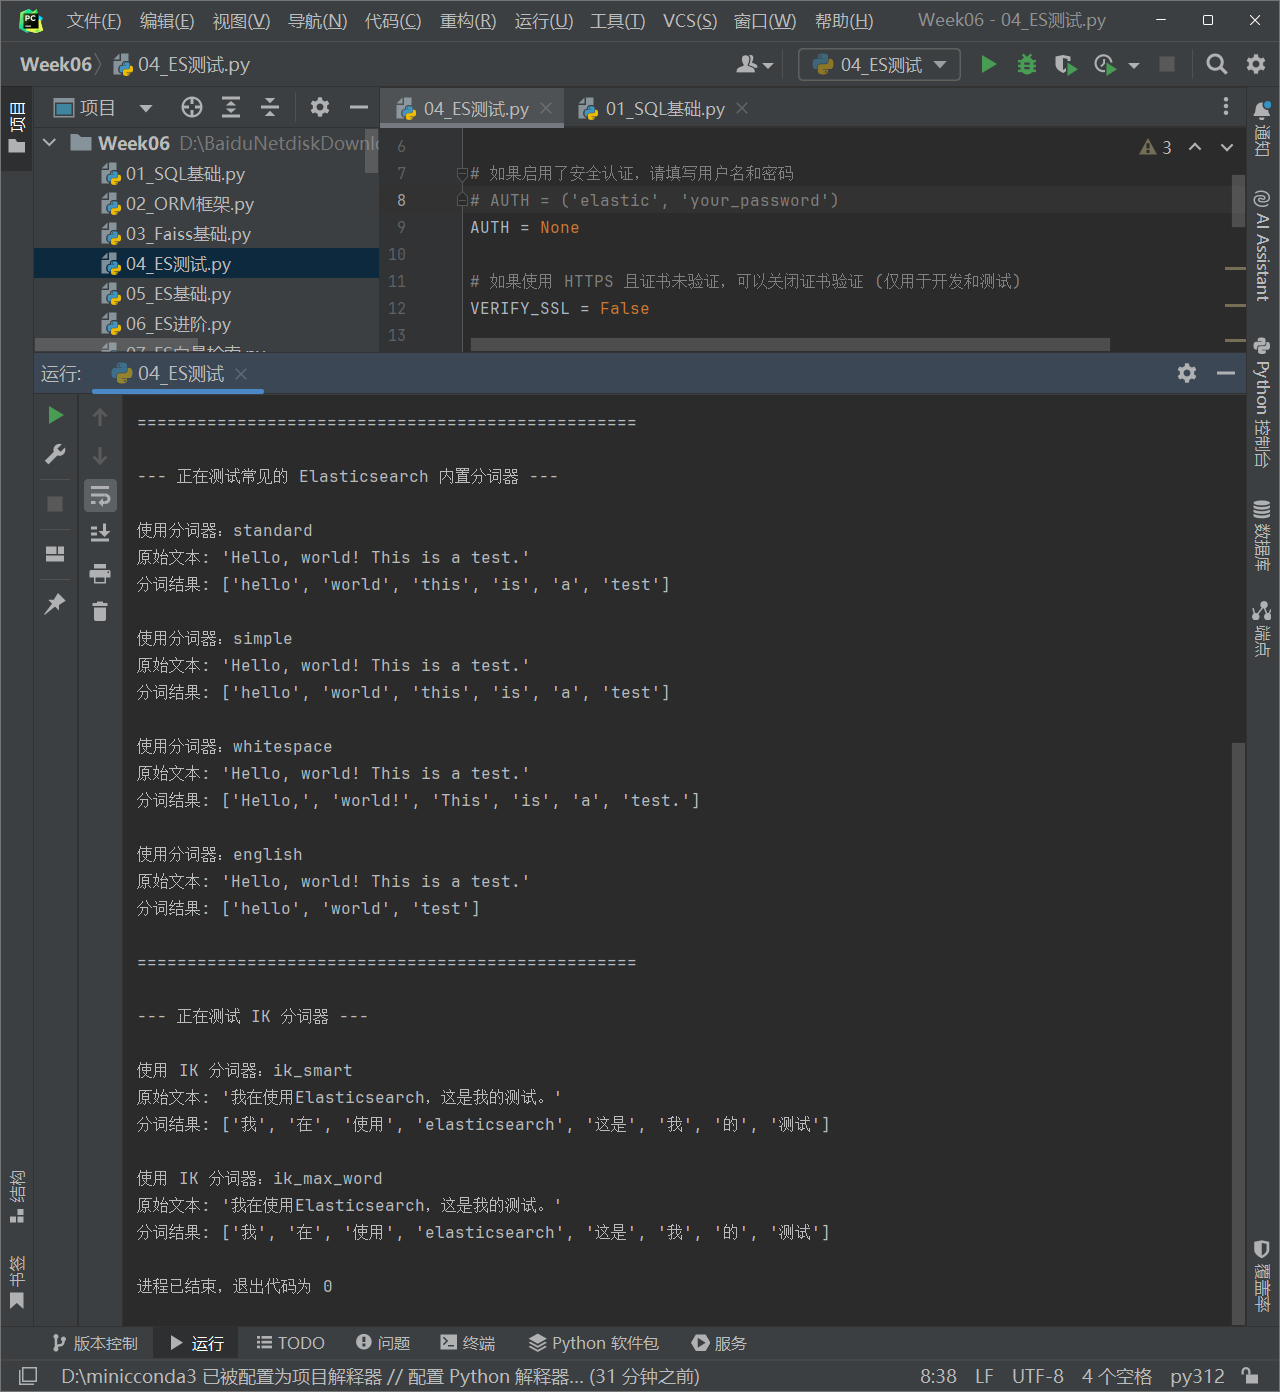 PC 文件(F) 编辑(E) 视图(V) 导航(N) 代码(C) 重构(R) 运行(U) 工具(T) VCS(S) 窗口(W) 帮助(H) Week06 - 04_ES测试.py
Week06 04_ES测试.py 04_ES测试
项目 项目 04_ES测试.py 01_SQL基础.py
Week06 D:\BaiduNetdiskDownl
01_SQL基础.py
02_ORM框架.py
03_Faiss基础.py
04_ES测试.py
05_ES基础.py
06_ES进阶.py
07_ES向量检索.py
6
7 # 如果启用了安全认证，请填写用户名和密码
8 # AUTH = ('elastic', 'your_password')
9 AUTH = None
10
11 # 如果使用 HTTPS 且证书未验证，可以关闭证书验证 (仅用于开发和测试)
12 VERIFY_SSL = False
13
3
通知
AI Assistant
Python 控制台
数据库
端点
覆盖率
运行: 04_ES测试
==================================================
--- 正在测试常见的 Elasticsearch 内置分词器 ---
使用分词器：standard
原始文本: 'Hello, world! This is a test.'
分词结果: ['hello', 'world', 'this', 'is', 'a', 'test']
使用分词器：simple
原始文本: 'Hello, world! This is a test.'
分词结果: ['hello', 'world', 'this', 'is', 'a', 'test']
使用分词器：whitespace
原始文本: 'Hello, world! This is a test.'
分词结果: ['Hello,', 'world!', 'This', 'is', 'a', 'test.']
使用分词器：english
原始文本: 'Hello, world! This is a test.'
分词结果: ['hello', 'world', 'test']
==================================================
--- 正在测试 IK 分词器 ---
使用 IK 分词器：ik_smart
原始文本: '我在使用Elasticsearch，这是我的测试。'
分词结果: ['我', '在', '使用', 'elasticsearch', '这是', '我', '的', '测试']
使用 IK 分词器：ik_max_word
原始文本: '我在使用Elasticsearch，这是我的测试。'
分词结果: ['我', '在', '使用', 'elasticsearch', '这是', '我', '的', '测试']
进程已结束，退出代码为 0
结构
书签
版本控制 运行 TODO 问题 终端 Python 软件包 服务
D:\minicconda3 已被配置为项目解释器 // 配置 Python 解释器... (31 分钟之前) 8:38 LF UTF-8 4 个空格 py312